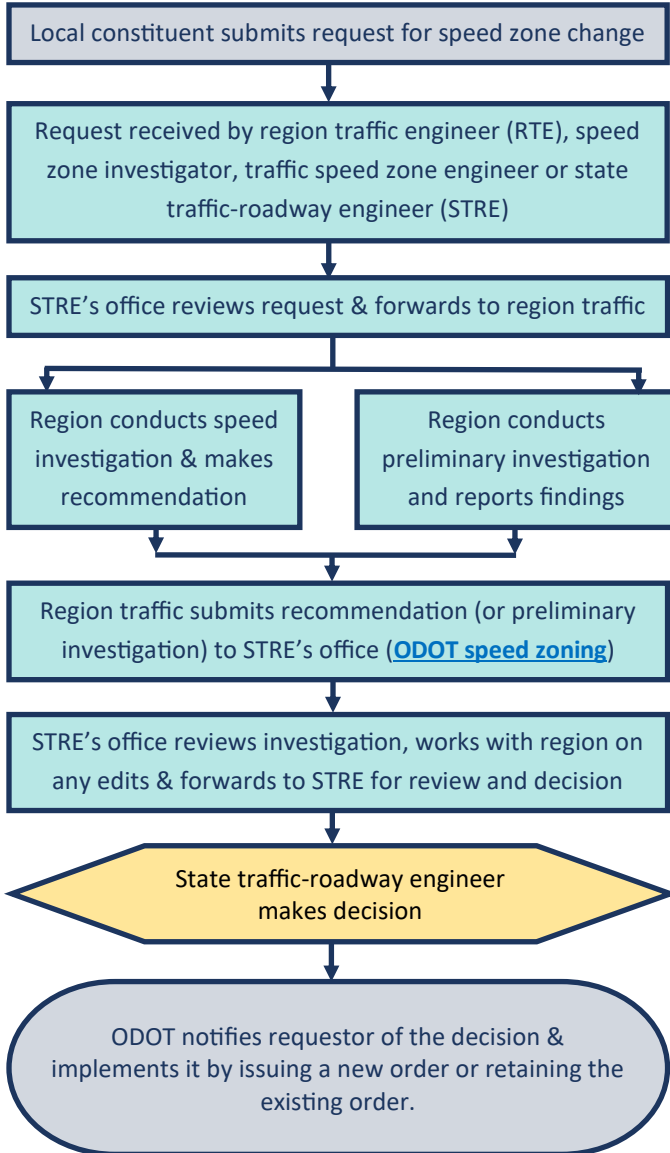 Local constituent submits request for speed zone change
Request received by region traffic engineer (RTE), speed
zone investigator, traffic speed zone engineer or state
traffic-roadway engineer (STRE)
STRE’s office reviews request & forwards to region traffic
Region conducts speed
investigation & makes
recommendation
Region conducts
preliminary investigation
and reports findings
Region traffic submits recommendation (or preliminary
investigation) to STRE’s office (ODOT speed zoning)
STRE’s office reviews investigation, works with region on
any edits & forwards to STRE for review and decision
State traffic-roadway engineer
makes decision
ODOT notifies requestor of the decision &
implements it by issuing a new order or retaining the
existing order.